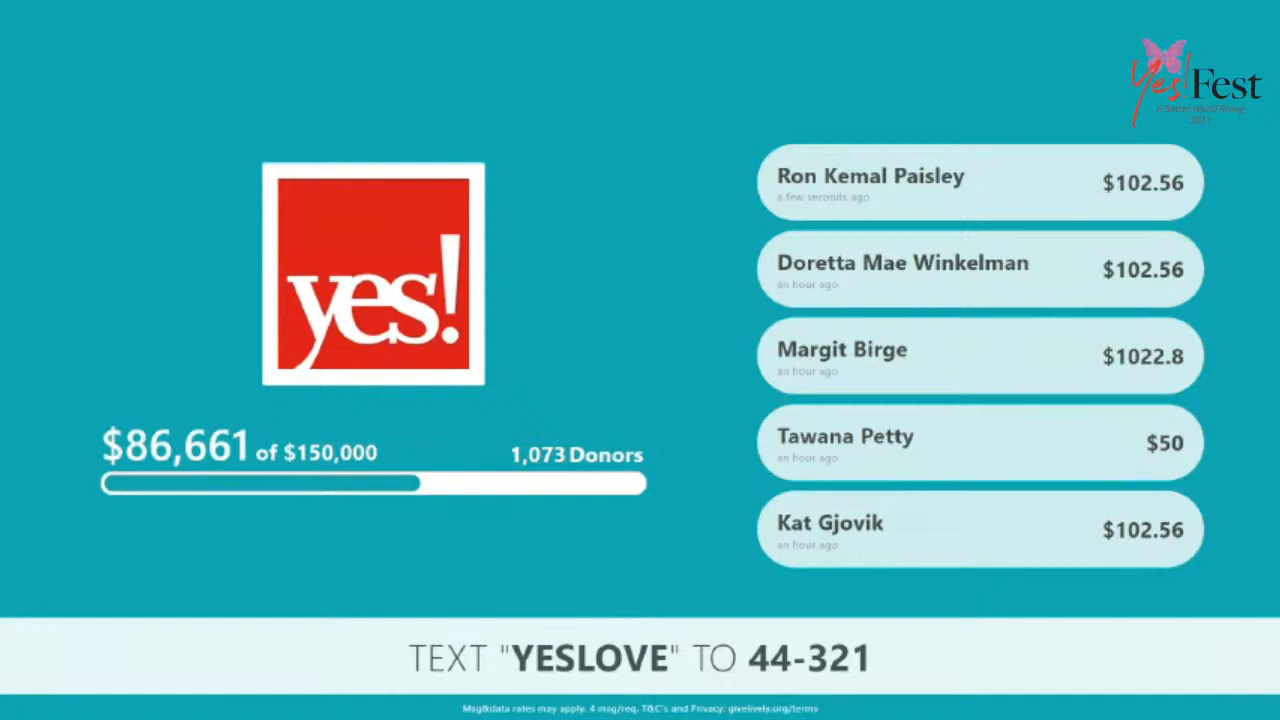 Yes! Fest
A Better World Rising
2021
yes!
$86,661 of $150,000
1,073 Donors
Ron Kemal Paisley
a few seconds ago
$102.56
Doretta Mae Winkelman
an hour ago
$102.56
Margit Birge
an hour ago
$1022.8
Tawana Petty
an hour ago
$50
Kat Gjovik
an hour ago
$102.56
TEXT "YESLOVE" TO 44-321
Msg&data rates may apply. 4 msg/req. T&C's and Privacy: givelively.org/terms